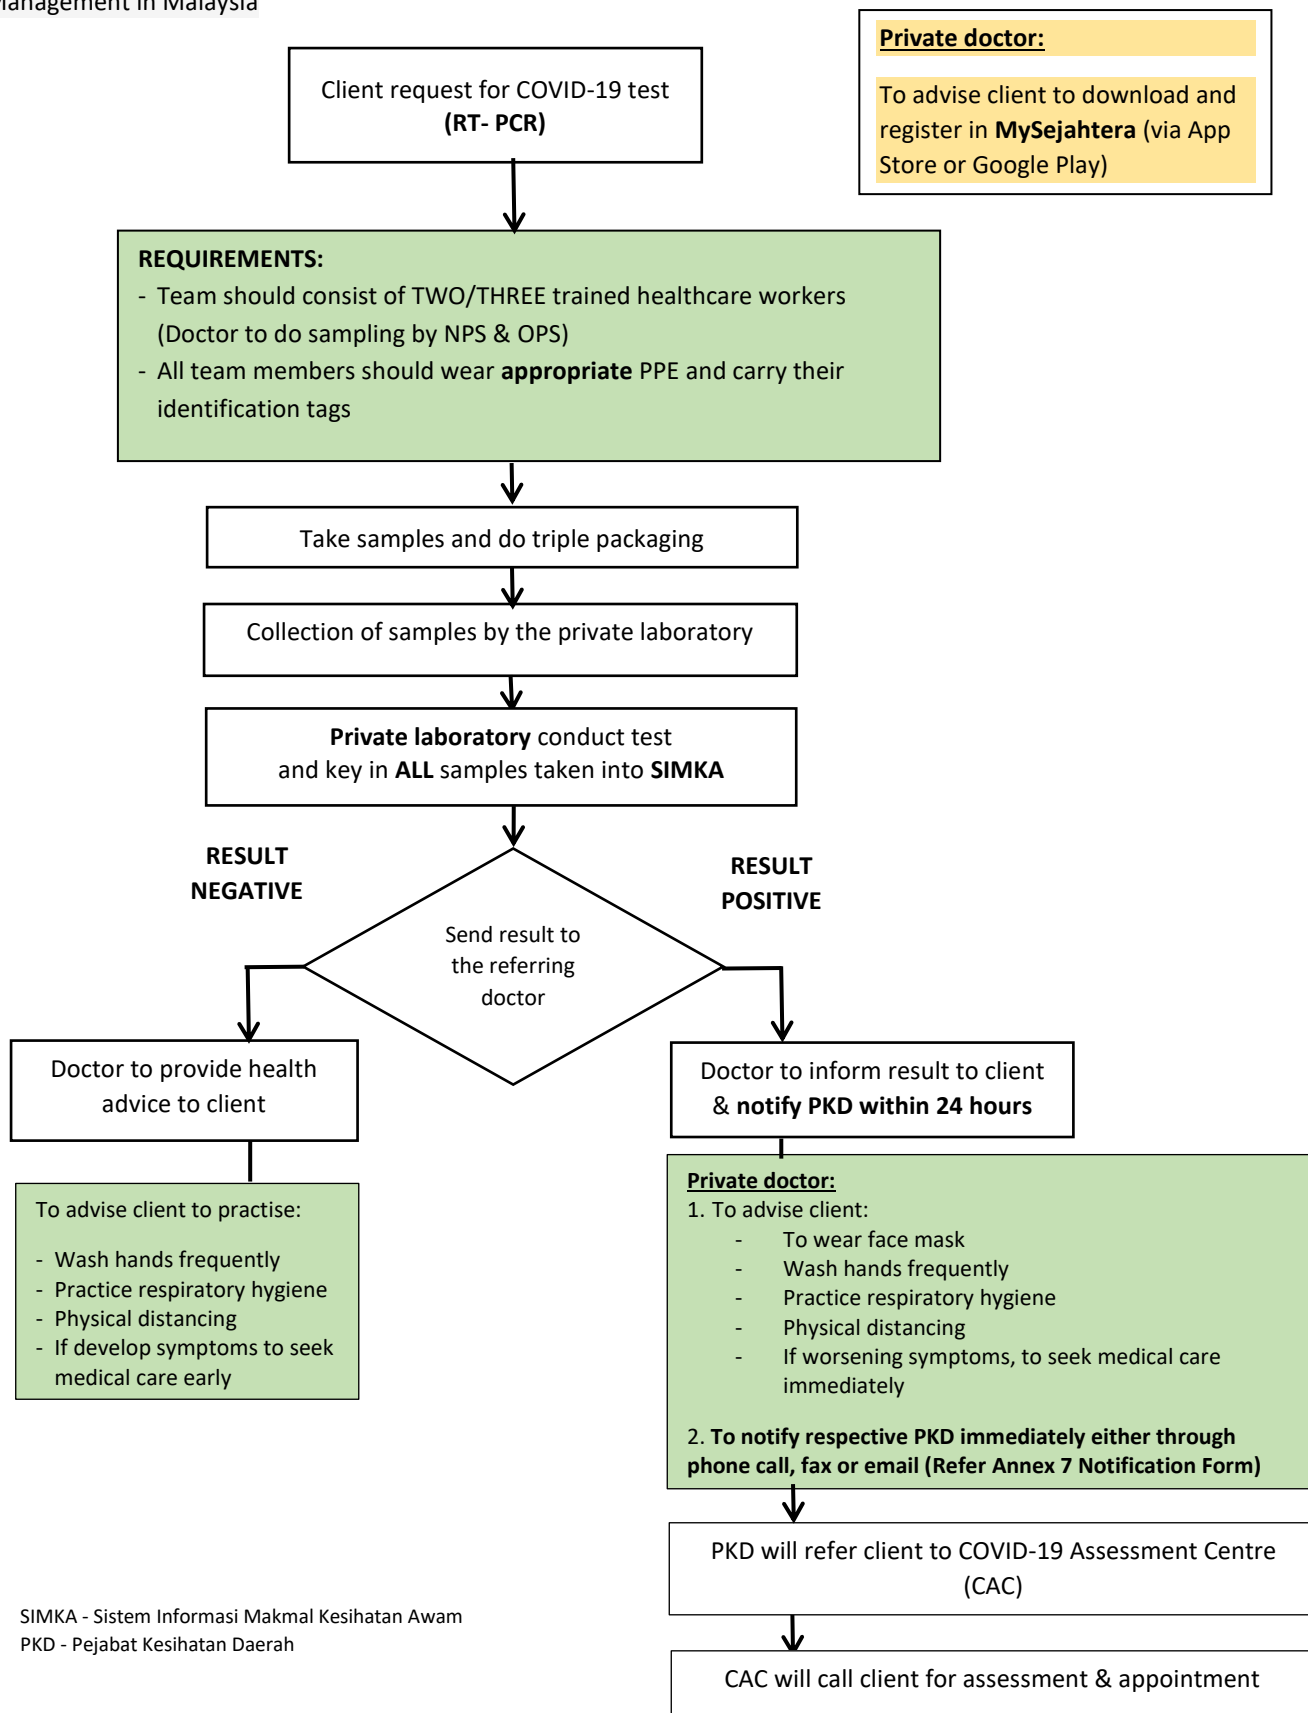 Management in Malaysia
Private doctor:
To advise client to download and
register in MySejahtera (via App
Store or Google Play)
Client request for COVID-19 test
(RT- PCR)
REQUIREMENTS:
- Team should consist of TWO/THREE trained healthcare workers
(Doctor to do sampling by NPS & OPS)
- All team members should wear appropriate PPE and carry their
identification tags
Take samples and do triple packaging
Collection of samples by the private laboratory
Private laboratory conduct test
and key in ALL samples taken into SIMKA
RESULT
NEGATIVE
RESULT
POSITIVE
Send result to
the referring
doctor
Doctor to provide health
advice to client
To advise client to practise:
- Wash hands frequently
- Practice respiratory hygiene
- Physical distancing
- If develop symptoms to seek
medical care early
Doctor to inform result to client
& notify PKD within 24 hours
Private doctor:
1. To advise client:
- To wear face mask
- Wash hands frequently
- Practice respiratory hygiene
- Physical distancing
- If worsening symptoms, to seek medical care
immediately
2. To notify respective PKD immediately either through
phone call, fax or email (Refer Annex 7 Notification Form)
PKD will refer client to COVID-19 Assessment Centre
(CAC)
CAC will call client for assessment & appointment
SIMKA - Sistem Informasi Makmal Kesihatan Awam
PKD - Pejabat Kesihatan Daerah